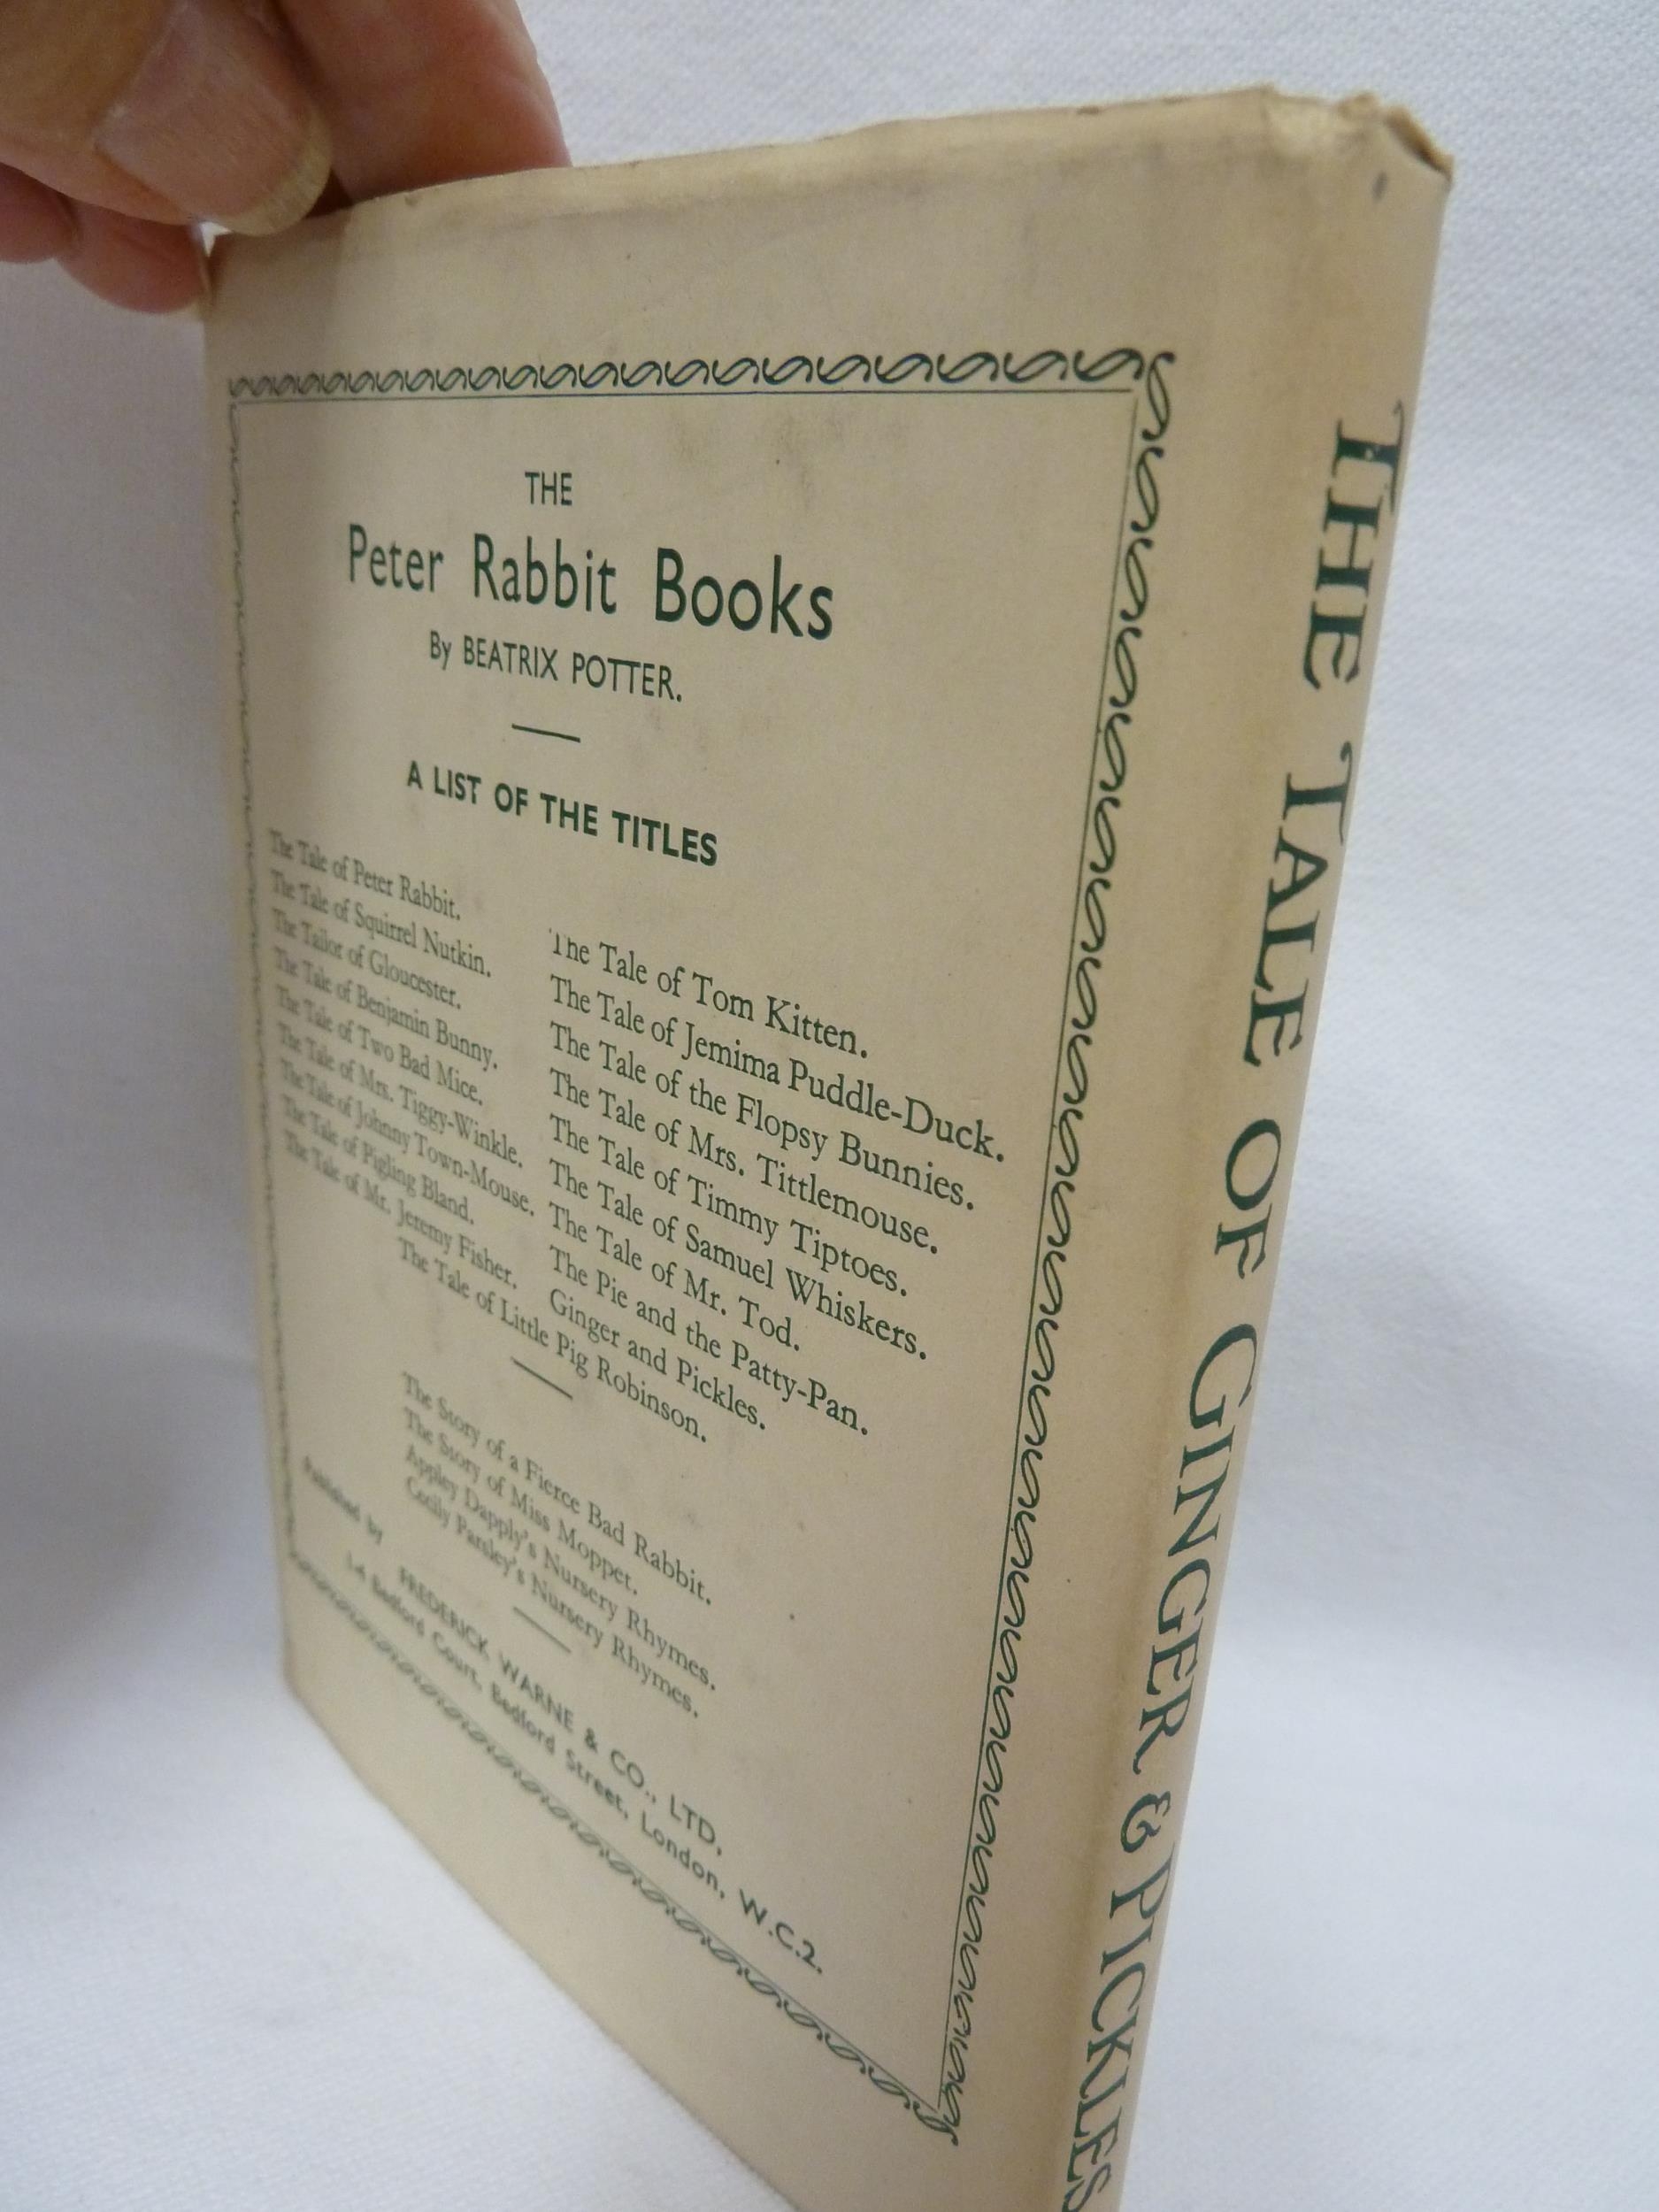 THE
Peter Rabbit Books
By BEATRIX POTTER.
A LIST OF THE TITLES
The Tale of Peter Rabbit.
The Tale of Squirrel Nutkin.
The Tailor of Gloucester.
The Tale of Benjamin Bunny.
The Tale of Two Bad Mice.
The Tale of Mrs. Tiggy-Winkle.
The Tale of Johnny Town-Mouse.
The Tale of Pigling Bland.
The Tale of Mr. Jeremy Fisher.
The Tale of Tom Kitten.
The Tale of Jemima Puddle-Duck.
The Tale of the Flopsy Bunnies.
The Tale of Mrs. Tittlemouse.
The Tale of Timmy Tiptoes.
The Tale of Samuel Whiskers.
The Tale of Mr. Tod.
The Pie and the Patty-Pan.
Ginger and Pickles.
The Tale of Little Pig Robinson.
The Story of a Fierce Bad Rabbit.
The Story of Miss Moppet.
Appley Dapply's Nursery Rhymes.
Cecily Parsley's Nursery Rhymes.
Published by
FREDERICK WARNE & CO., LTD,
1-4 Bedford Court, Bedford Street, London, W.C.2.
THE TALE OF GINGER & PICKLES